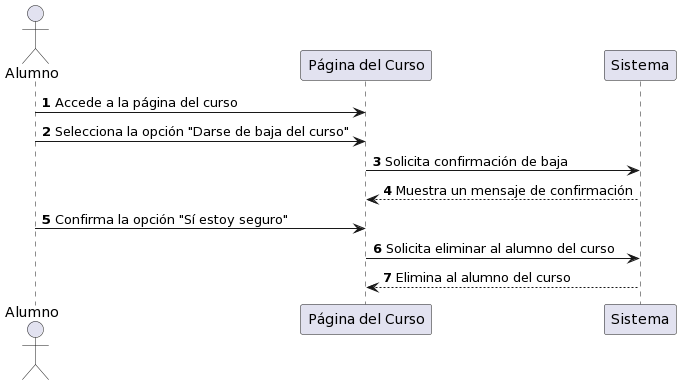 Alumno
Página del Curso
Sistema
1 Accede a la página del curso
2 Selecciona la opción "Darse de baja del curso"
3 Solicita confirmación de baja
4 Muestra un mensaje de confirmación
5 Confirma la opción "Sí estoy seguro"
6 Solicita eliminar al alumno del curso
7 Elimina al alumno del curso
Alumno
Página del Curso
Sistema